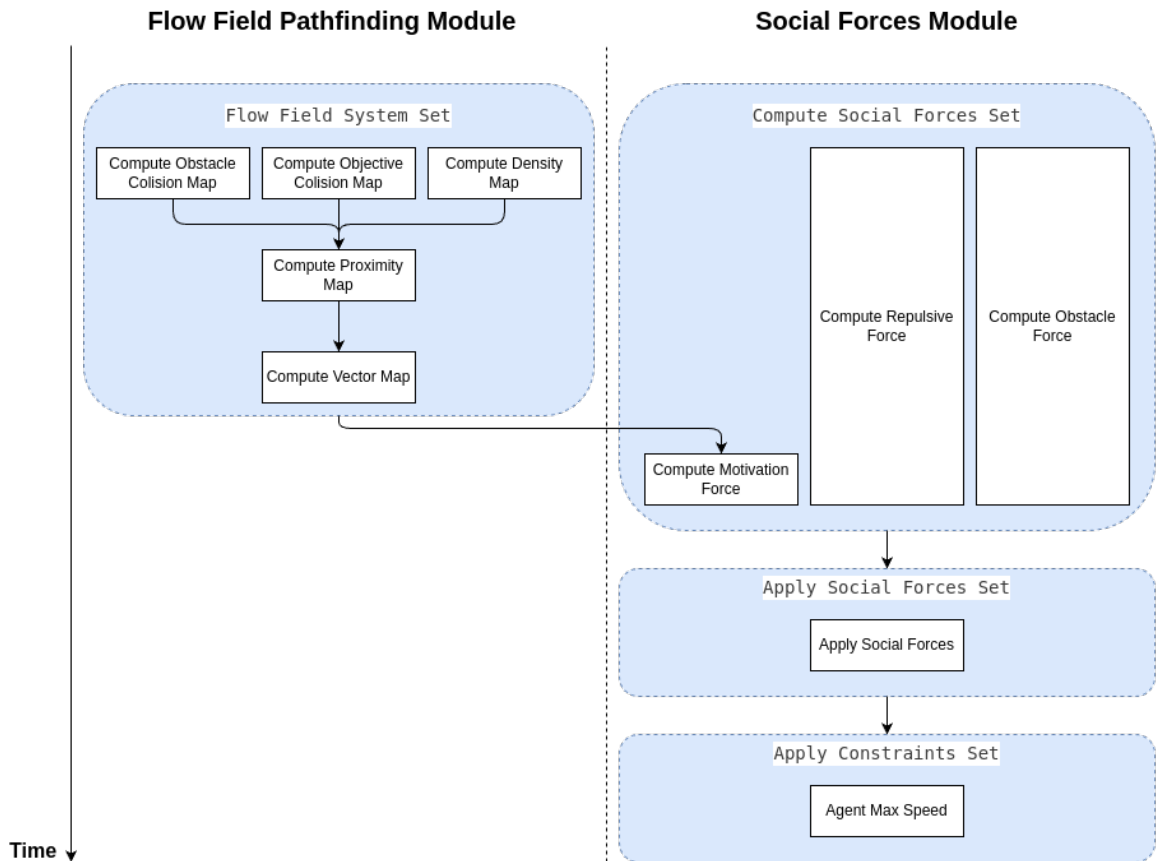 Flow Field Pathfinding Module
Social Forces Module
Flow Field System Set
Compute Obstacle
Colision Map
Compute Objective
Colision Map
Compute Density
Map
Compute Proximity
Map
Compute Vector Map
Compute Social Forces Set
Compute Repulsive
Force
Compute Obstacle
Force
Compute Motivation
Force
Apply Social Forces Set
Apply Social Forces
Apply Constraints Set
Agent Max Speed
Time